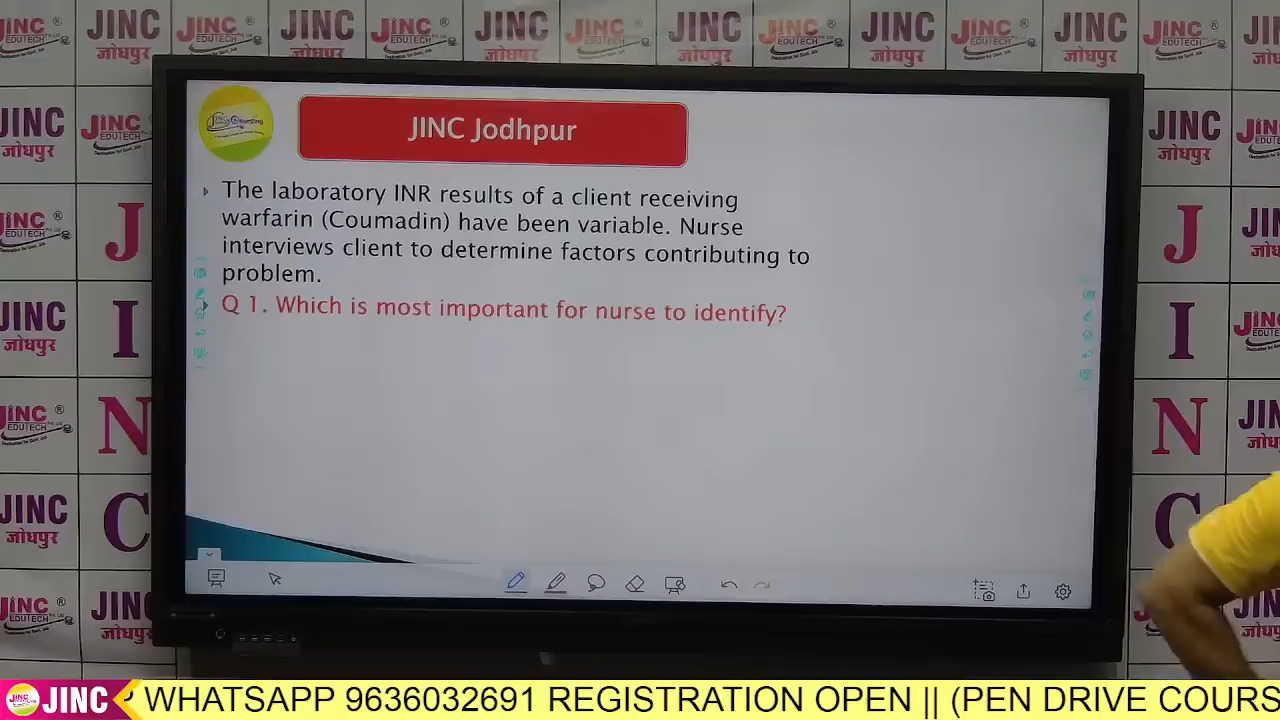 JINC Jodhpur
The laboratory INR results of a client receiving
warfarin (Coumadin) have been variable. Nurse
interviews client to determine factors contributing to
problem.
Q 1. Which is most important for nurse to identify?
JINC
जोधपुर
JINC
EDUTECH
J
I
N
C
JINC WHATSAPP 9636032691 REGISTRATION OPEN || (PEN DRIVE COURS